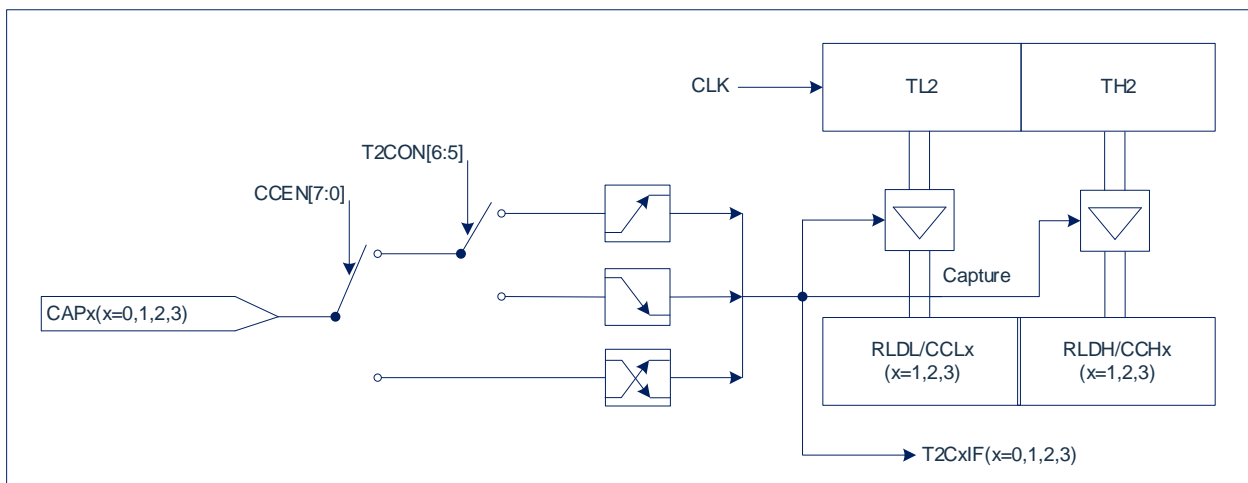 CLK
TL2
TH2
T2CON[6:5]
CCEN[7:0]
Capture
CAPx(x=0,1,2,3)
RLDL/CCLx
(x=1,2,3)
RLDH/CCHx
(x=1,2,3)
T2CxIF(x=0,1,2,3)